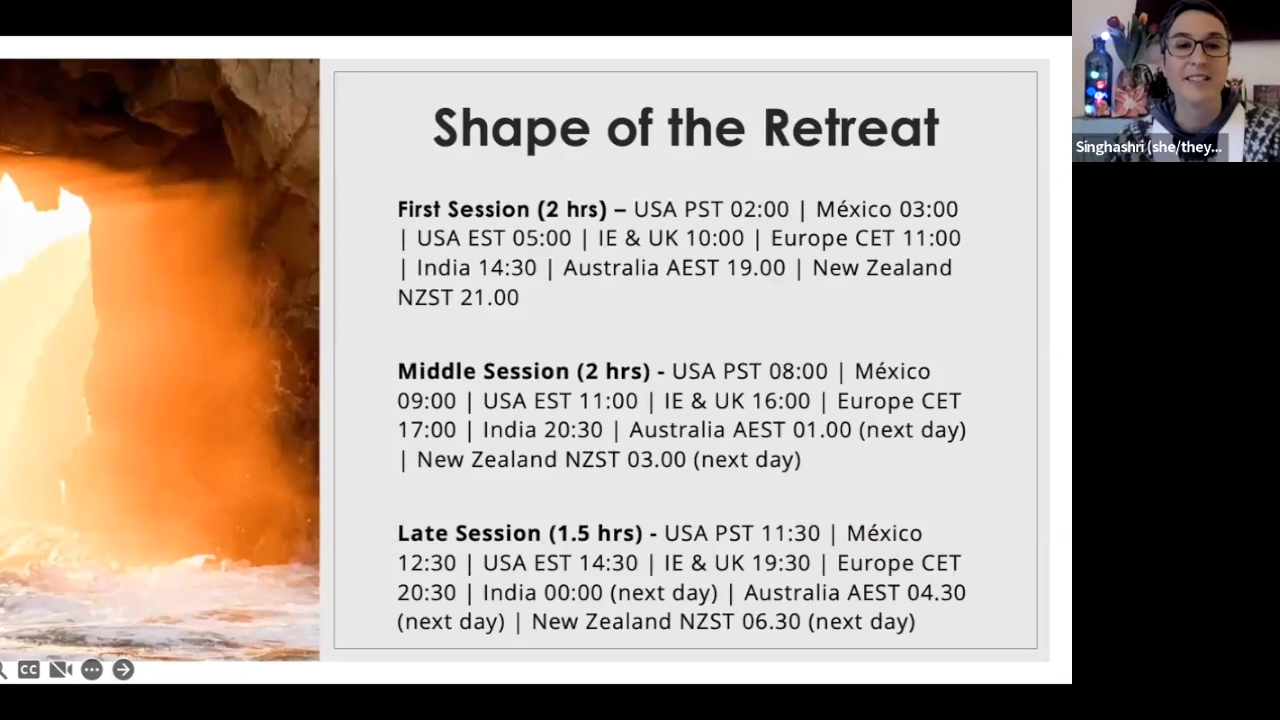 Shape of the Retreat
First Session (2 hrs) – USA PST 02:00 | México 03:00
| USA EST 05:00 | IE & UK 10:00 | Europe CET 11:00
| India 14:30 | Australia AEST 19.00 | New Zealand
NZST 21.00
Middle Session (2 hrs) - USA PST 08:00 | México
09:00 | USA EST 11:00 | IE & UK 16:00 | Europe CET
17:00 | India 20:30 | Australia AEST 01.00 (next day)
| New Zealand NZST 03.00 (next day)
Late Session (1.5 hrs) - USA PST 11:30 | México
12:30 | USA EST 14:30 | IE & UK 19:30 | Europe CET
20:30 | India 00:00 (next day) | Australia AEST 04.30
(next day) | New Zealand NZST 06.30 (next day)
Singhashri (she/they...
CC